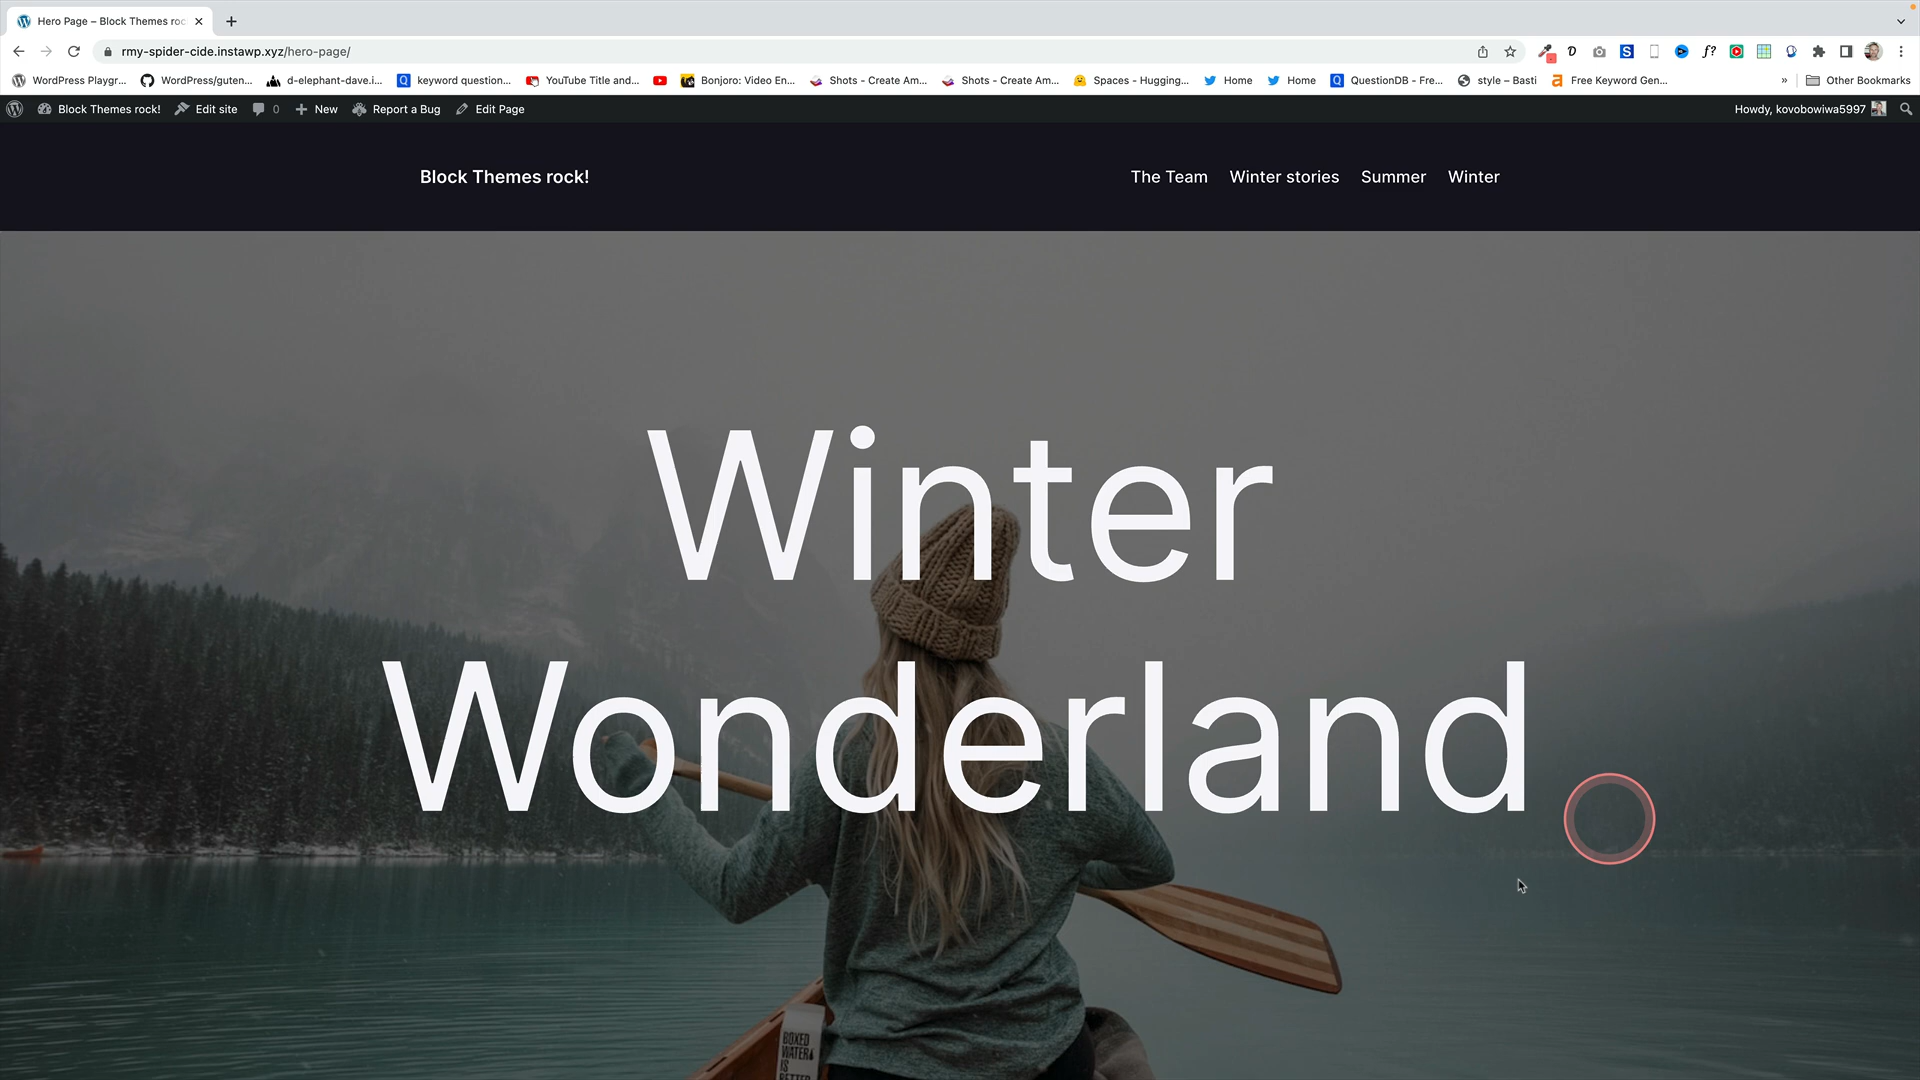 Hero Page – Block Themes roc
rmy-spider-cide.instawp.xyz/hero-page/
WordPress Playgr...
WordPress/guten...
d-elephant-dave.i...
keyword question...
YouTube Title and...
Bonjoro: Video En...
Shots - Create Am...
Shots - Create Am...
Spaces - Hugging...
Home
Home
QuestionDB - Fre...
style – Basti
Free Keyword Gen...
»
Other Bookmarks
Block Themes rock!
Edit site
0
New
Report a Bug
Edit Page
Howdy, kovobowiwa5997
Block Themes rock!
The Team
Winter stories
Summer
Winter
Winter
Wonderland
BOXED
WATER
IS
BETTER